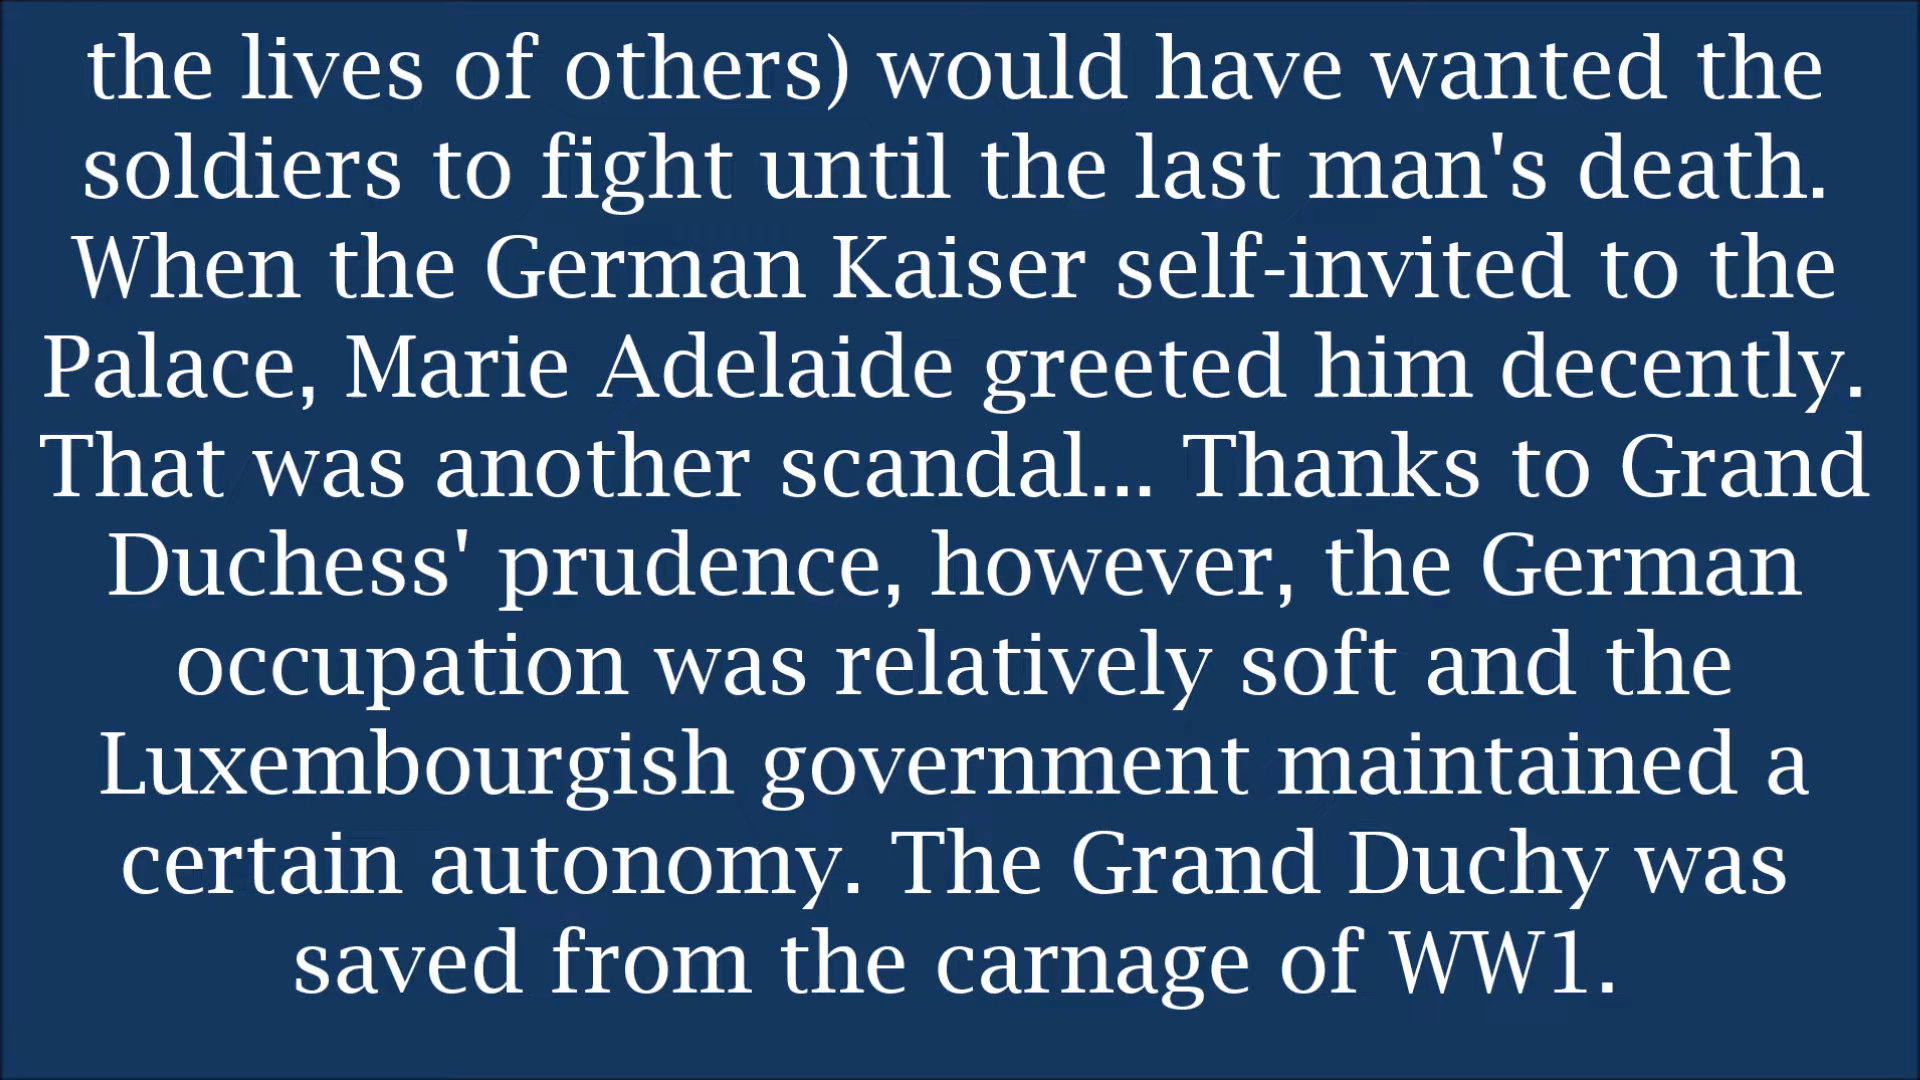 the lives of others) would have wanted the
soldiers to fight until the last man's death.
When the German Kaiser self-invited to the
Palace, Marie Adelaide greeted him decently.
That was another scandal... Thanks to Grand
Duchess' prudence, however, the German
occupation was relatively soft and the
Luxembourgish government maintained a
certain autonomy. The Grand Duchy was
saved from the carnage of WW1.